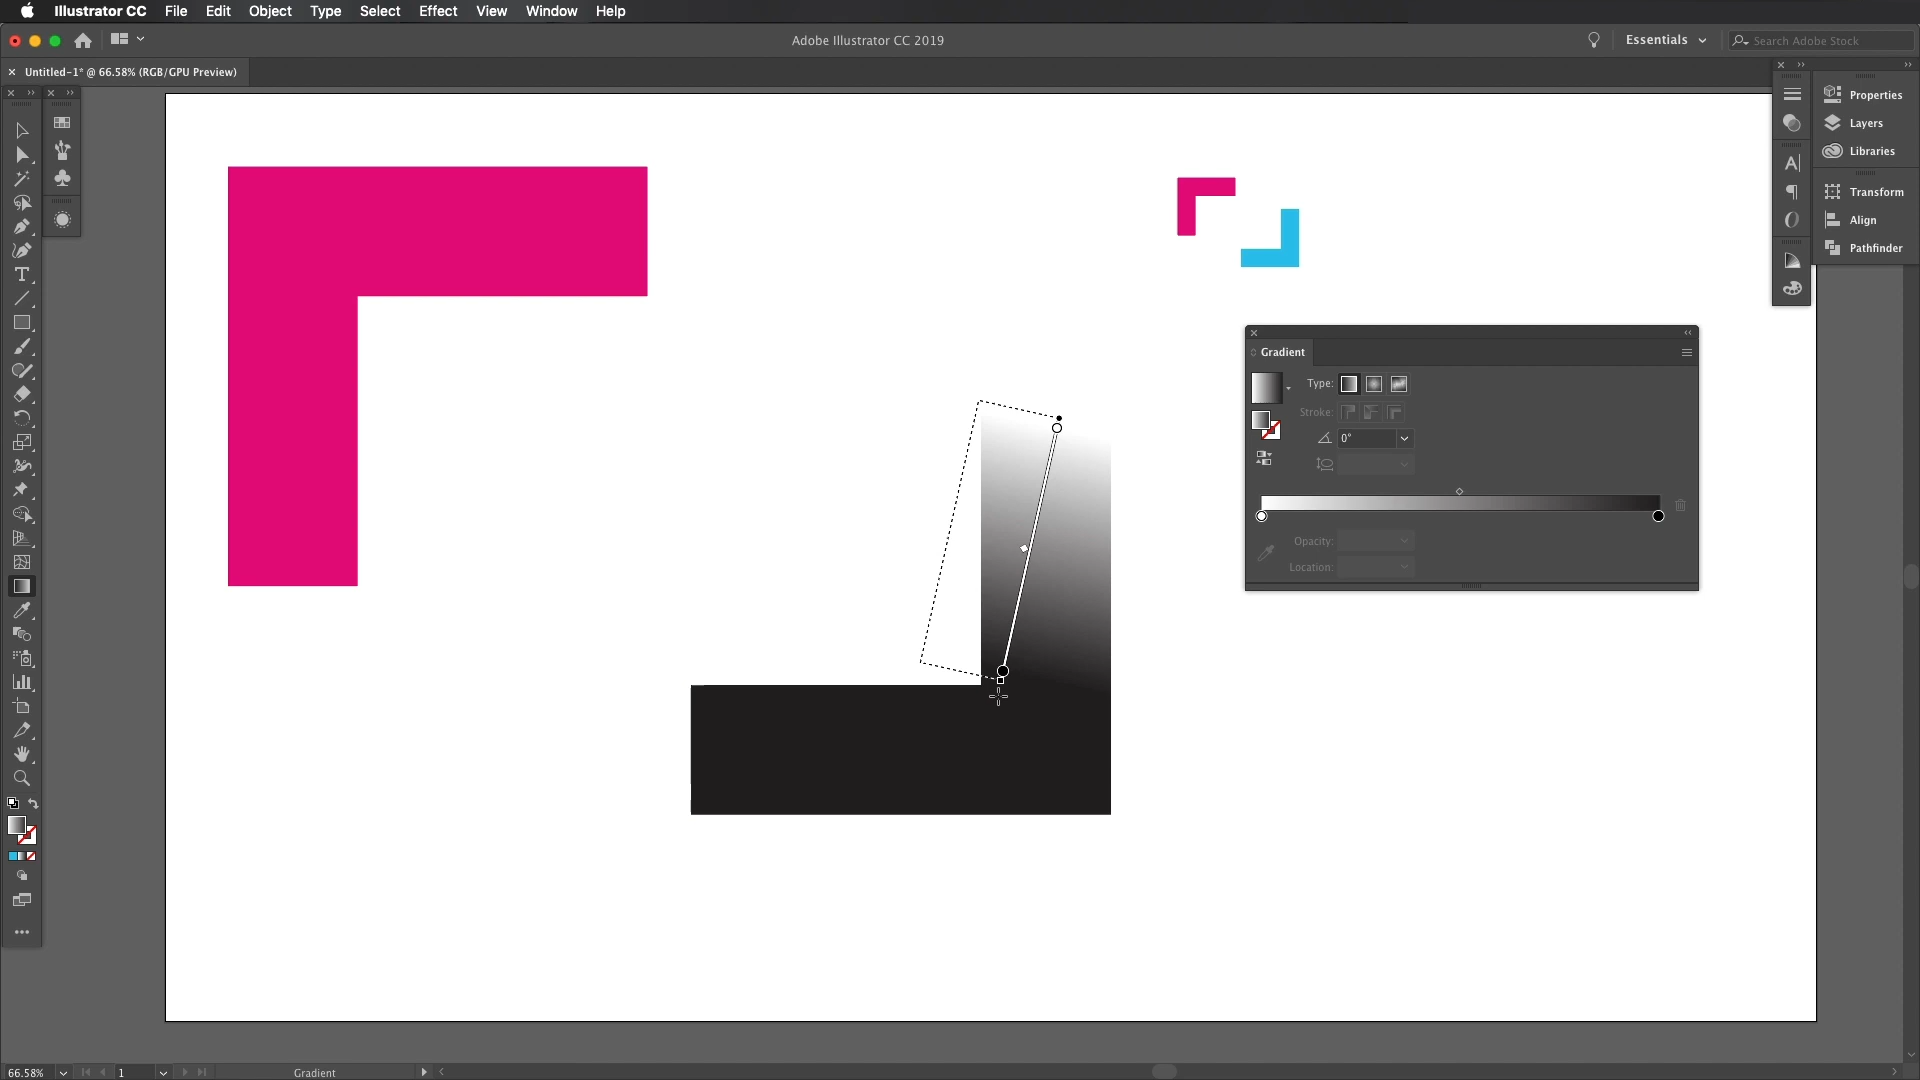 Illustrator CC File Edit Object Type Select Effect View Window Help
Adobe Illustrator CC 2019
Essentials
Search Adobe Stock
Untitled-1* @ 66.58% (RGB/GPU Preview)
Properties
Layers
Libraries
Transform
Align
Pathfinder
Gradient
Type:
Stroke:
0°
Opacity:
Location:
66.58%
1
Gradient